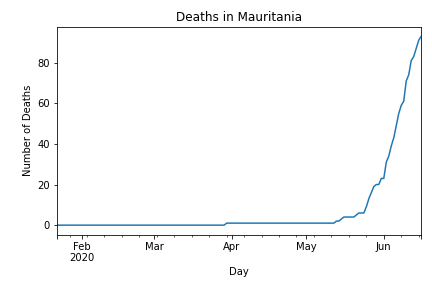 Deaths in Mauritania
Number of Deaths
80
60
40
20
0
Feb
2020
Mar
Apr
May
Jun
Day